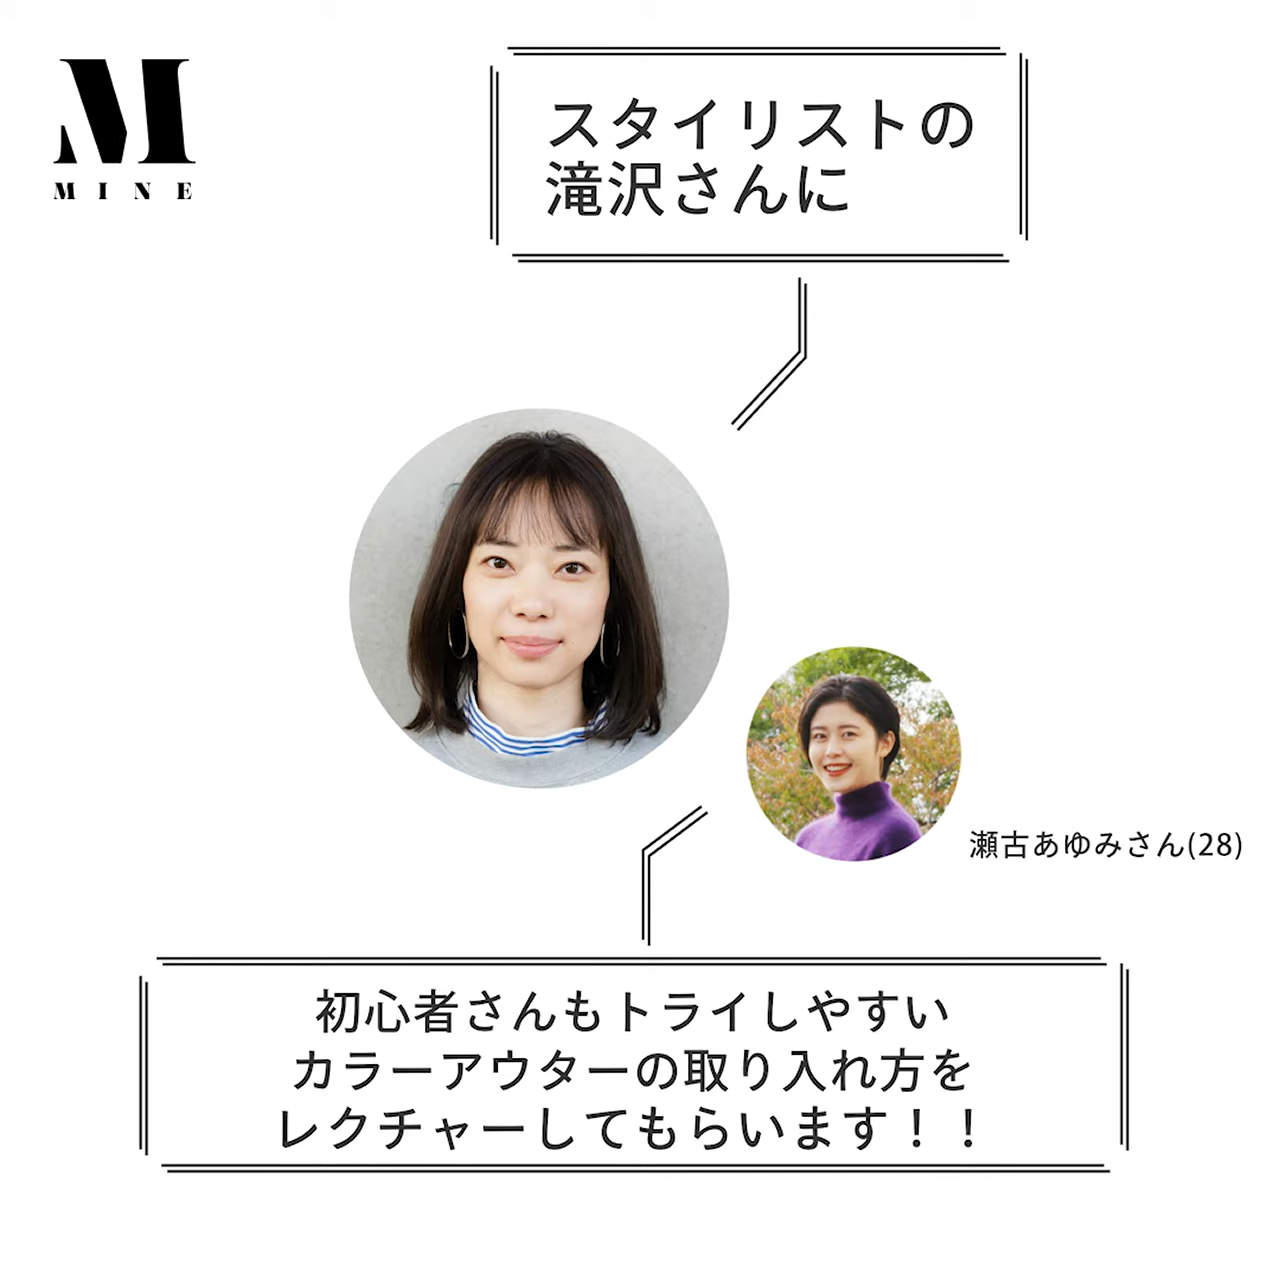 M
MINE
スタイリストの
滝沢さんに
瀬古あゆみさん(28)
初心者さんもトライしやすい
カラーアウターの取り入れ方を
レクチャーしてもらいます！！